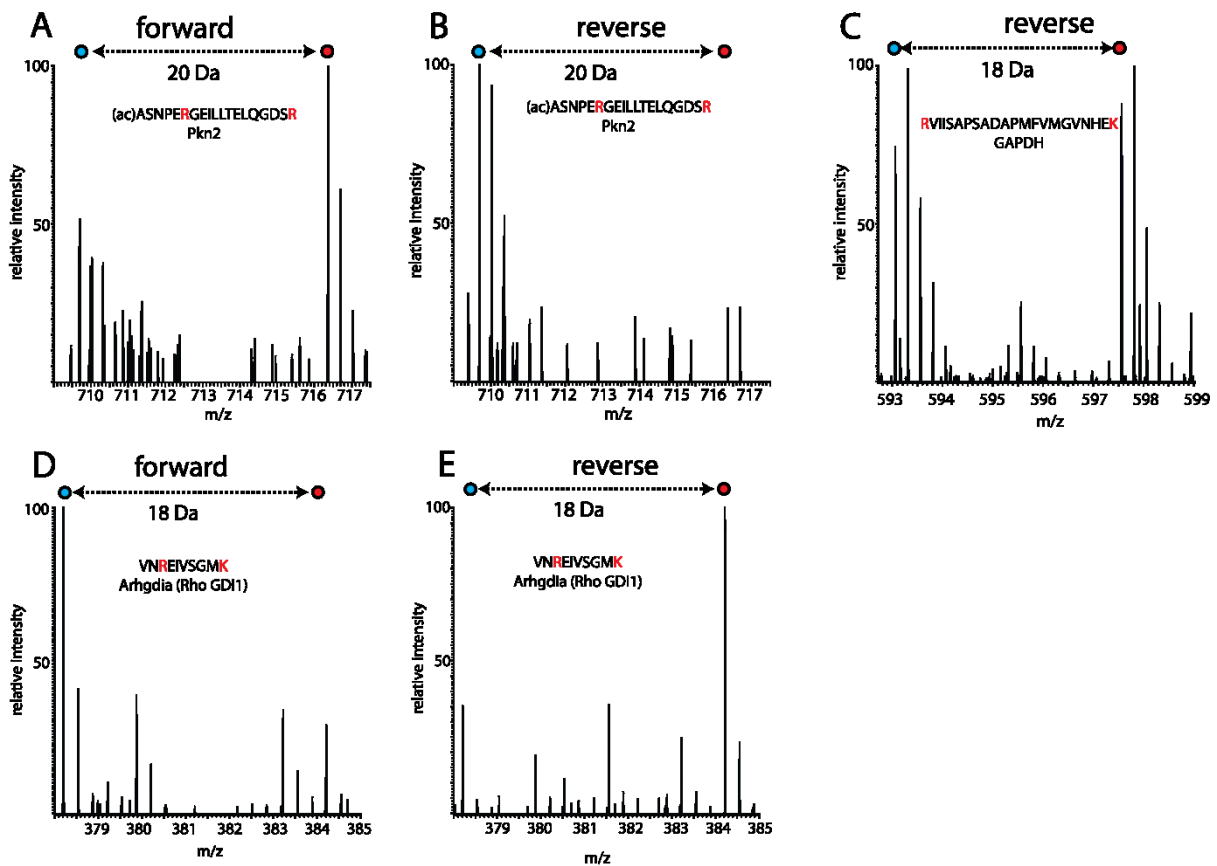 A
forward
20 Da
(ac)ASNPERGEILLTELQGDSR
Pkn2
100
50
relative intensity
710 711 712 713 714 715 716 717
m/z
B
reverse
20 Da
(ac)ASNPERGEILLTELQGDSR
Pkn2
100
50
relative intensity
710 711 712 713 714 715 716 717
m/z
C
reverse
18 Da
RVIISAPSADAPMFVMGVNHEK
GAPDH
100
50
relative intensity
593 594 595 596 597 598 599
m/z
D
forward
18 Da
VNREIVSGMK
Arhgdia (Rho GDI1)
100
50
relative intensity
379 380 381 382 383 384 385
m/z
E
reverse
18 Da
VNREIVSGMK
Arhgdia (Rho GDI1)
100
50
relative intensity
379 380 381 382 383 384 385
m/z